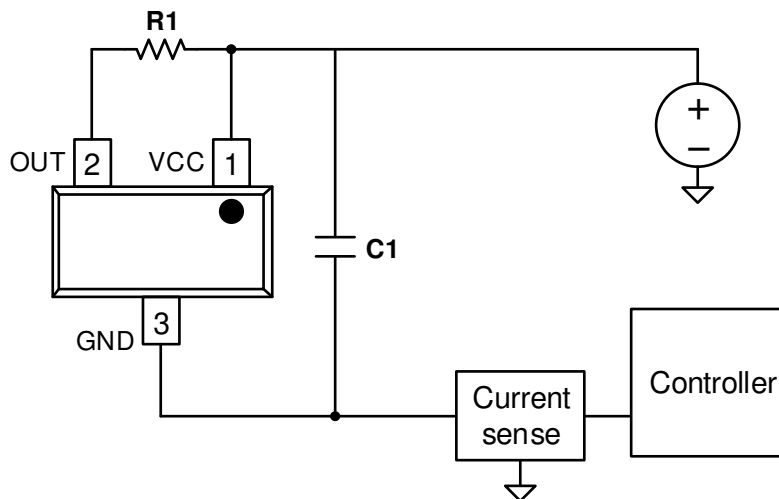 R1
OUT
2
VCC
1
+
−
C1
3
GND
Current
sense
Controller